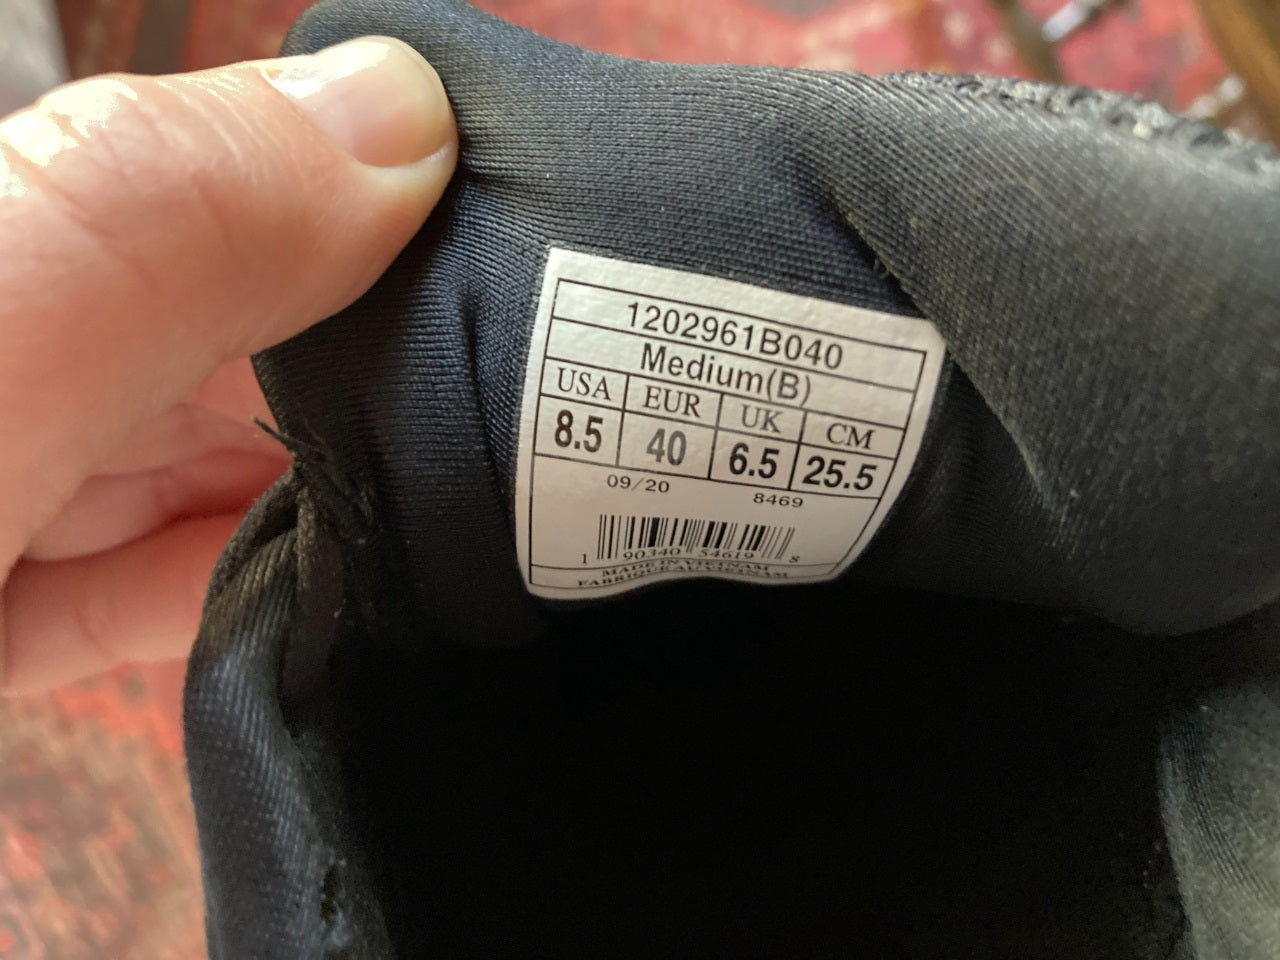 1202961B040
Medium(B)
USA EUR UK CM
8.5 40 6.5 25.5
09/20 8469
1 90340 54619 8
MADE IN VIETNAM
FABRIQUE AU VIETNAM